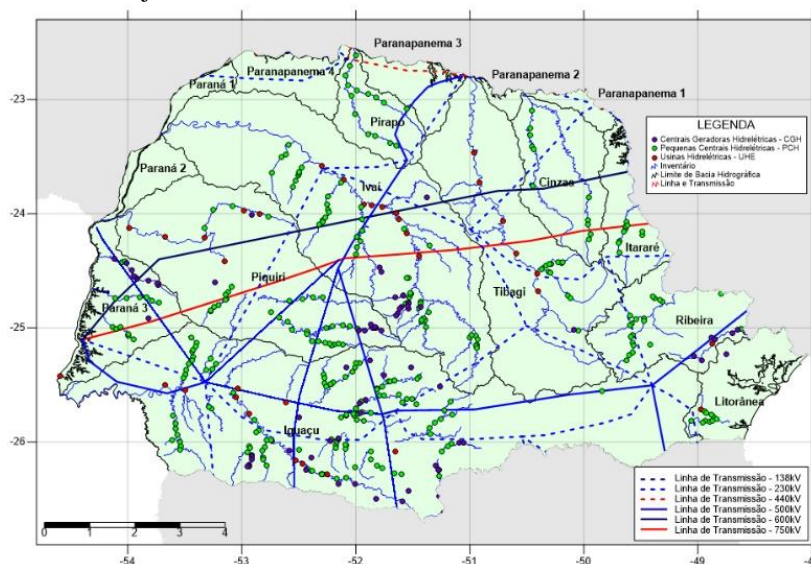 Paranapanema 3
Paranapanema 4
Paranapanema 2
Paraná 1
Paranapanema 1
-23
Pirapó
LEGENDA
Centrais Geradoras Hidrelétricas - CGH
Pequenas Centrais Hidrelétricas - PCH
Usinas Hidrelétricas - UHE
Inventário
Limite de Bacia Hidrográfica
Linha e Transmissão
Paraná 2
Ivaí
Cinzas
-24
Itararé
Piquiri
Tibagi
Paraná 3
-25
Ribeira
Litorânea
Iguaçu
-26
Linha de Transmissão - 138kV
Linha de Transmissão - 230kV
Linha de Transmissão - 440kV
Linha de Transmissão - 500kV
Linha de Transmissão - 600kV
Linha de Transmissão - 750kV
0 1 2 3 4
-54 -53 -52 -51 -50 -49